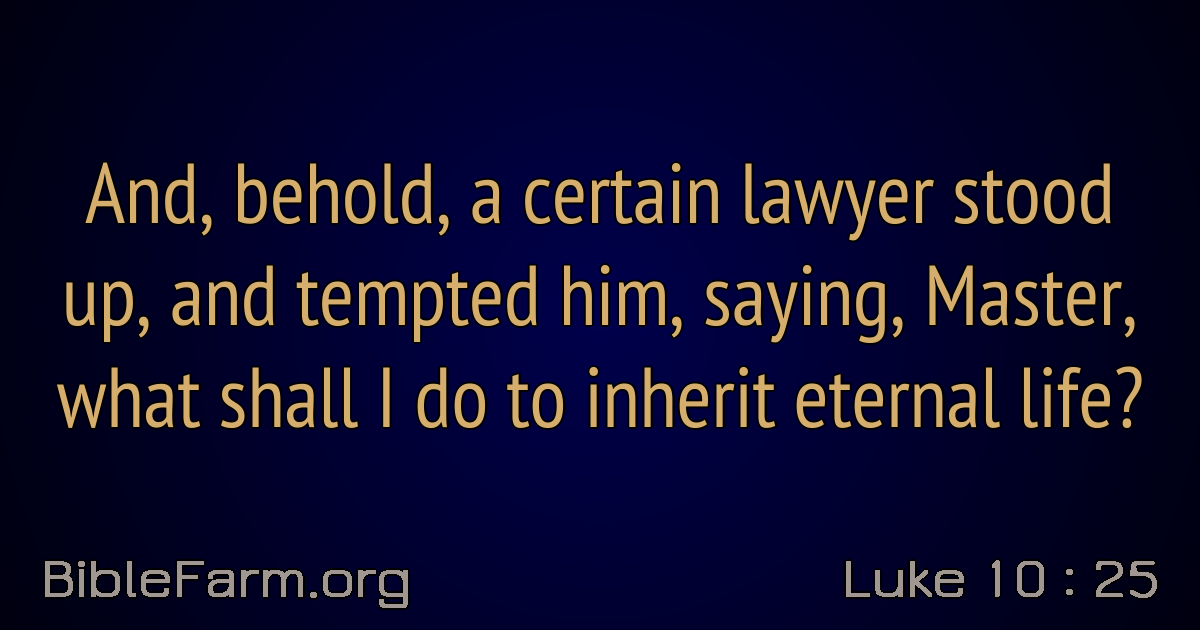 And, behold, a certain lawyer stood
up, and tempted him, saying, Master,
what shall I do to inherit eternal life?
BibleFarm.org
Luke 10 : 25